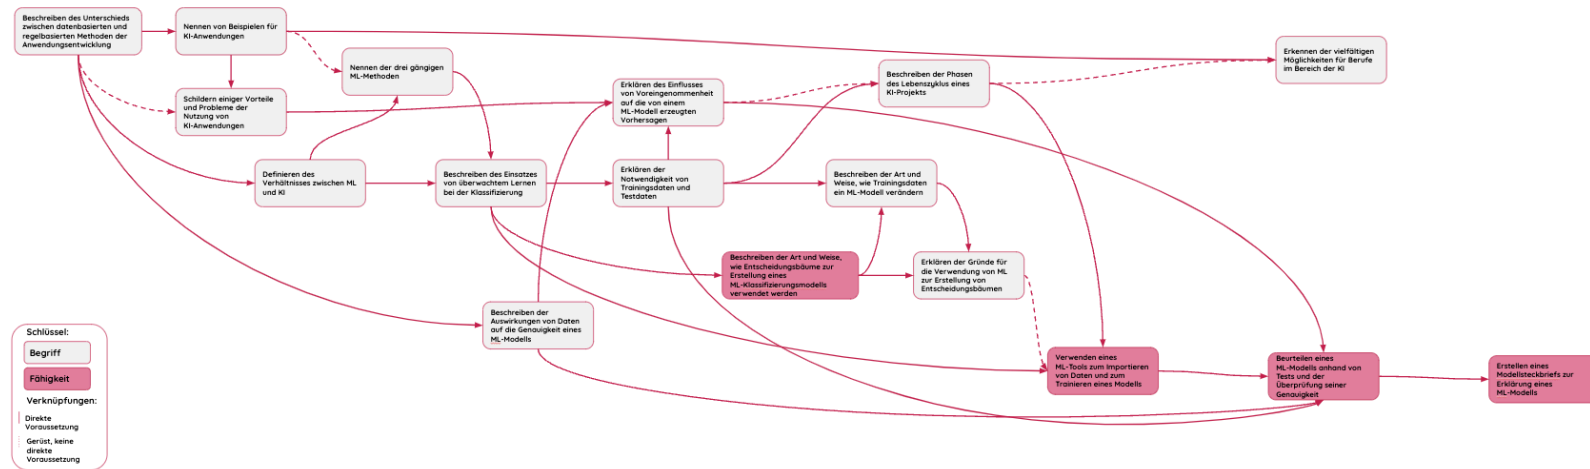 Beschreiben des Unterschieds
zwischen datenbasierten und
regelbasierten Methoden der
Anwendungsentwicklung
Nennen von Beispielen für
KI-Anwendungen
Nennen der drei gängigen
ML-Methoden
Schildern einiger Vorteile
und Probleme der
Nutzung von
KI-Anwendungen
Erklären des Einflusses
von Voreingenommenheit
auf die von einem
ML-Modell erzeugten
Vorhersagen
Beschreiben der Phasen
des Lebenszyklus eines
KI-Projekts
Erkennen der vielfältigen
Möglichkeiten für Berufe
im Bereich der KI
Definieren des
Verhältnisses zwischen ML
und KI
Beschreiben des Einsatzes
von überwachtem Lernen
bei der Klassifizierung
Erklären der
Notwendigkeit von
Trainingsdaten und
Testdaten
Beschreiben der Art und
Weise, wie Trainingsdaten
ein ML-Modell verändern
Beschreiben der Art und Weise,
wie Entscheidungsbäume zur
Erstellung eines
ML-Klassifizierungsmodells
verwendet werden
Erklären der Gründe für
die Verwendung von ML
zur Erstellung von
Entscheidungsbäumen
Beschreiben der
Auswirkungen von Daten
auf die Genauigkeit eines
ML-Modells
Verwenden eines
ML-Tools zum Importieren
von Daten und zum
Trainieren eines Modells
Beurteilen eines
ML-Modells anhand von
Tests und der
Überprüfung seiner
Genauigkeit
Erstellen eines
Modellsteckbriefs zur
Erklärung eines
ML-Modells
Schlüssel:
Begriff
Fähigkeit
Verknüpfungen:
Direkte
Voraussetzung
Gerüst, keine
direkte
Voraussetzung